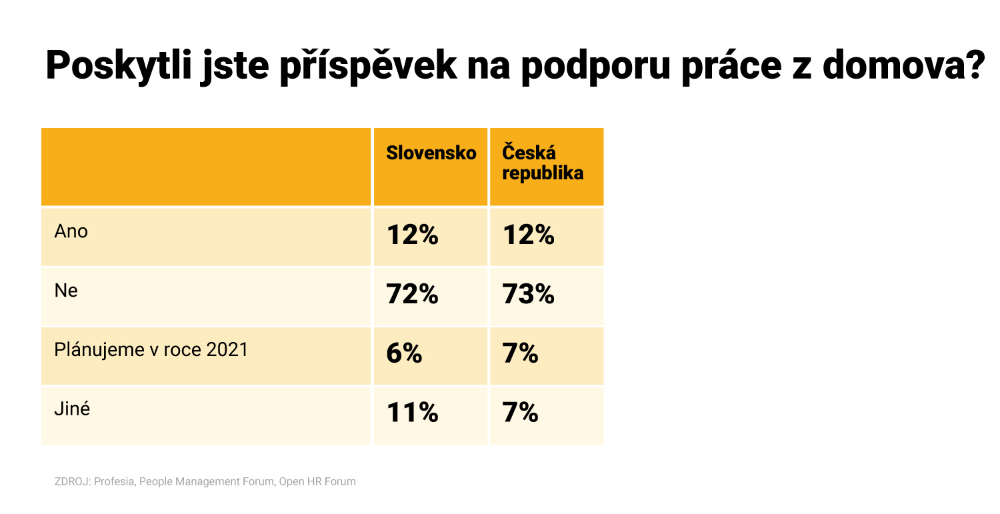 Poskytli jste příspěvek na podporu práce z domova?
Slovensko
Česká
republika
Ano
12%
12%
Ne
72%
73%
Plánujeme v roce 2021
6%
7%
Jiné
11%
7%
ZDROJ: Profesia, People Management Forum, Open HR Forum